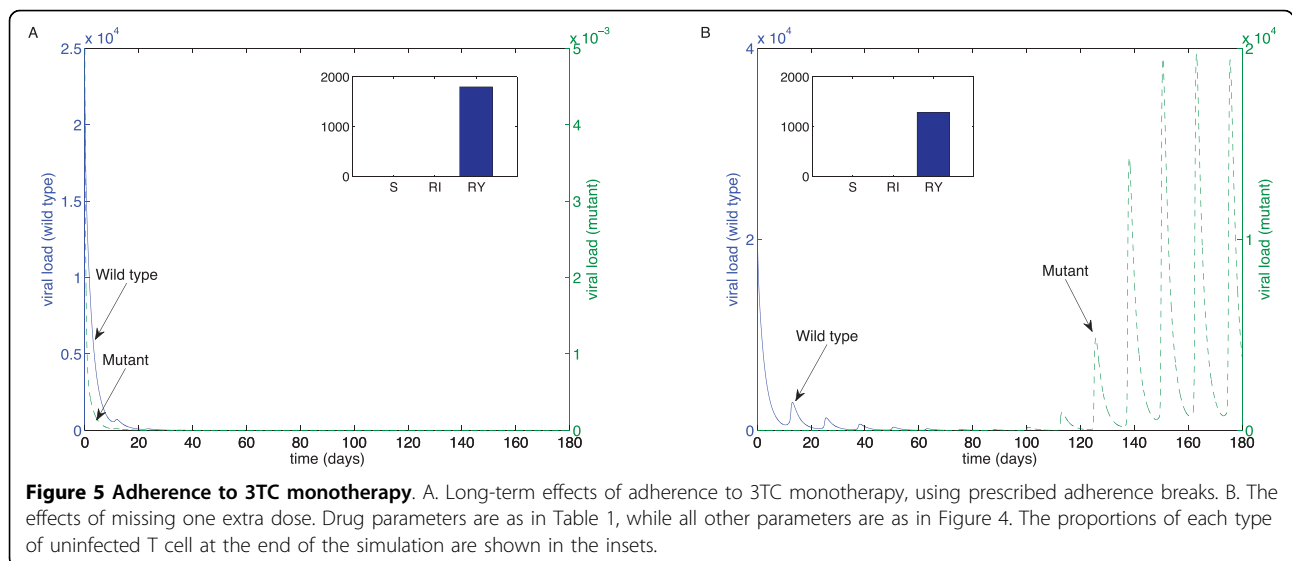 A
x 10⁴
2.5
2
1.5
1
0.5
0
viral load (wild type)
x 10⁻³
5
4
3
2
1
0
viral load (mutant)
2000
1000
0
S RI RY
Wild type
Mutant
0 20 40 60 80 100 120 140 160 180
time (days)
B
x 10⁴
4
2
0
viral load (wild type)
x 10⁴
2
1
0
viral load (mutant)
2000
1000
0
S RI RY
Wild type
Mutant
0 20 40 60 80 100 120 140 160 180
time (days)
Figure 5 Adherence to 3TC monotherapy. A. Long-term effects of adherence to 3TC monotherapy, using prescribed adherence breaks. B. The
effects of missing one extra dose. Drug parameters are as in Table 1, while all other parameters are as in Figure 4. The proportions of each type
of uninfected T cell at the end of the simulation are shown in the insets.